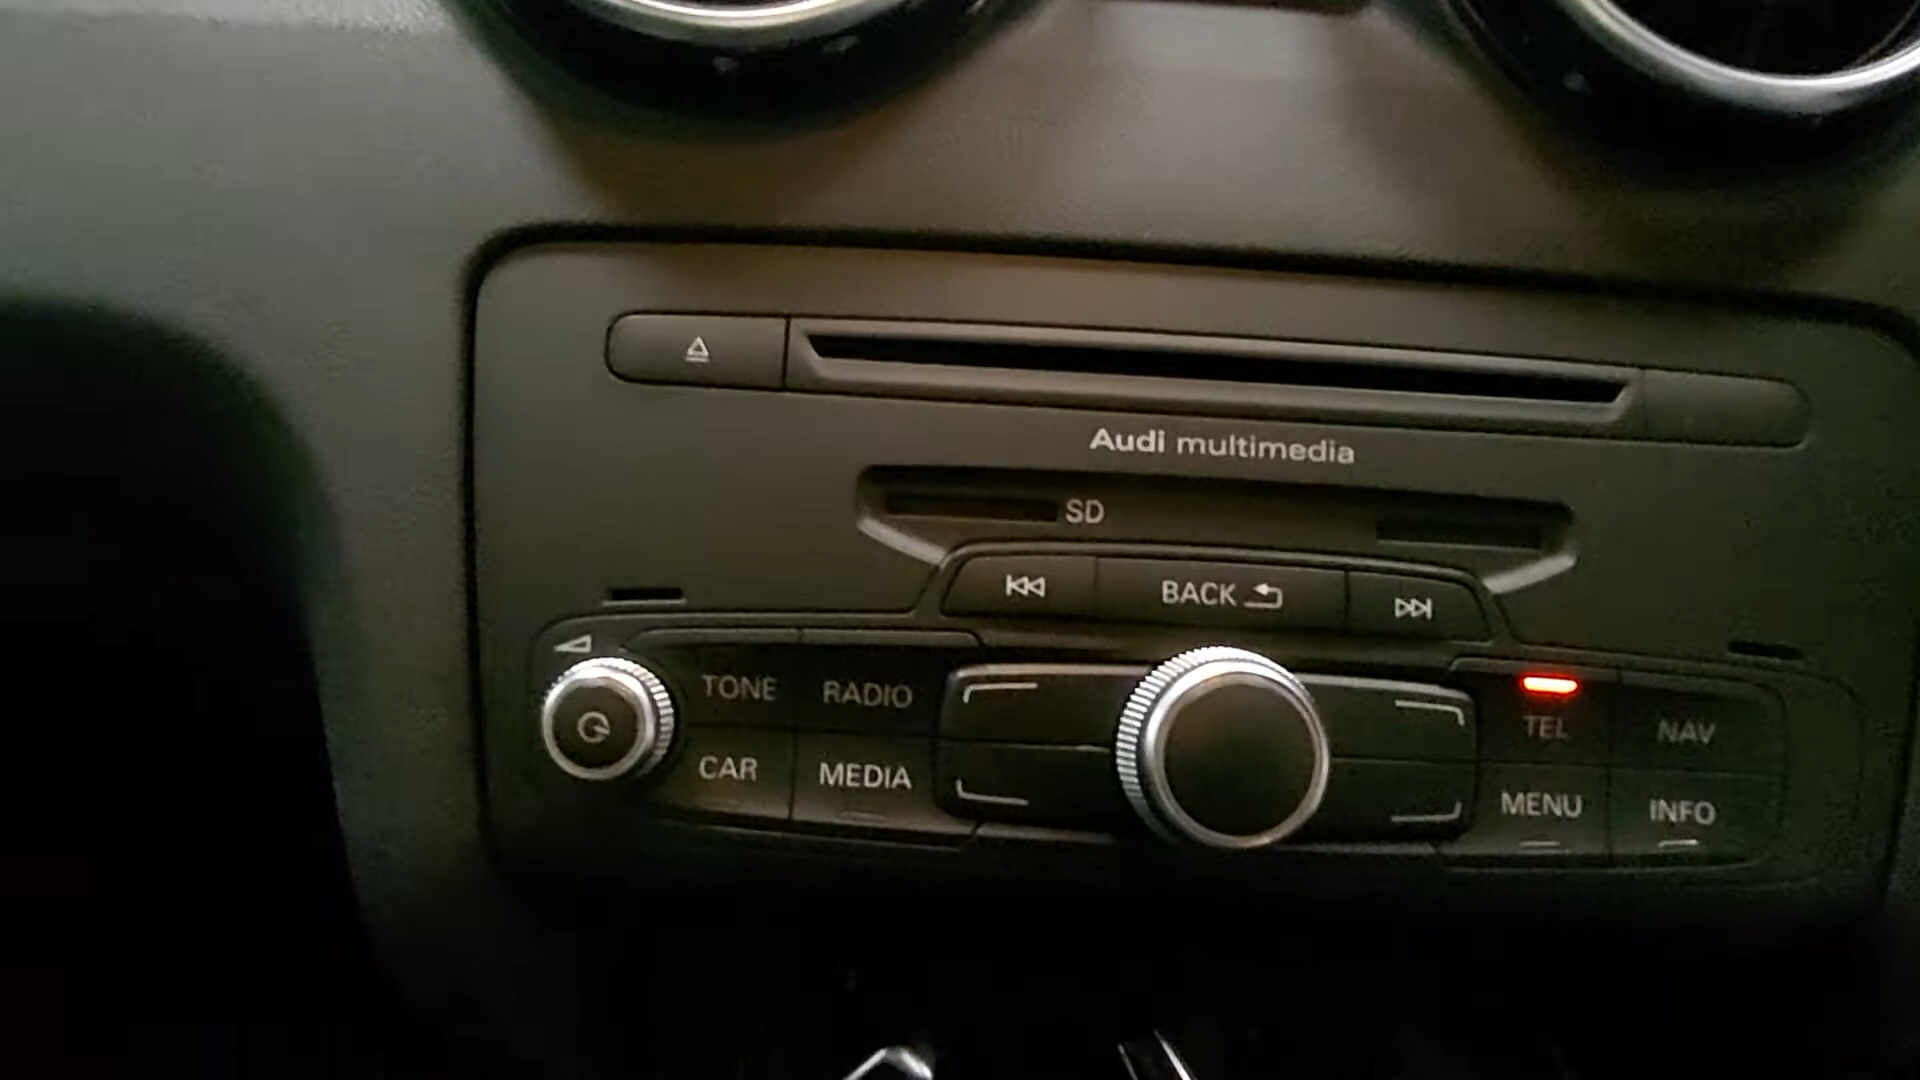 Audi multimedia
SD
BACK
TONE RADIO
TEL NAV
CAR MEDIA
MENU INFO